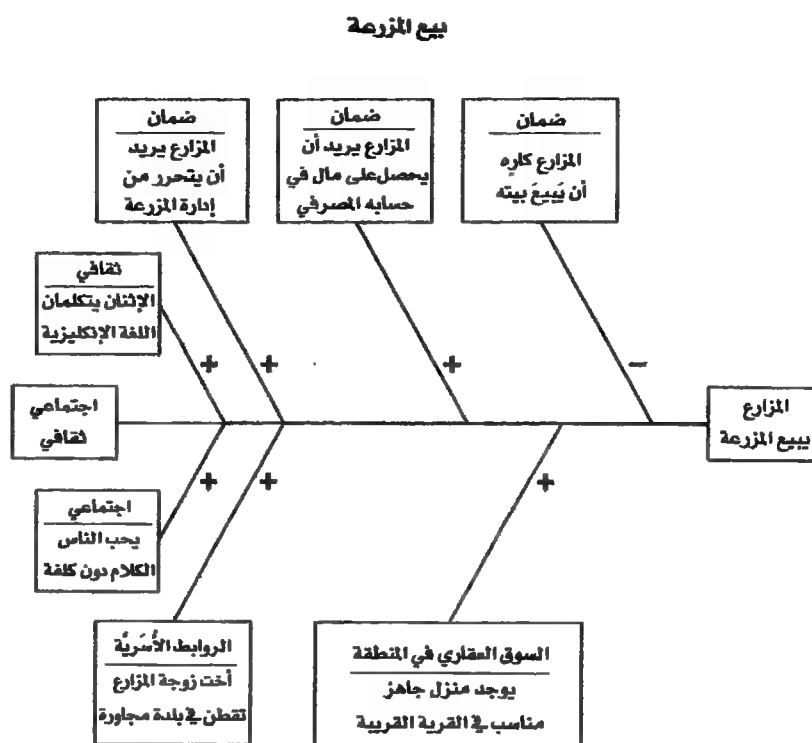 بيع المزرعة
ضمان
المزارع كارهٍ
أن يَبيعَ بيته
ضمان
المزارع يريد أن
يحصل على مال في
حسابه المصرفي
ضمان
المزارع يريد
أن يتحرر من
إدارة المزرعة
ثقافي
الإثنان يتكلمان
اللغة الإنكليزية
+
+
+
−
المزارع
يبيع المزرعة
اجتماعي
ثقافي
+
+
+
اجتماعي
يحب الناس
الكلام دون كلفة
السوق العقاري في المنطقة
يوجد منزل جاهز
مناسب في القرية القريبة
الروابط الأُسَريَّة
أخت زوجة المزارع
تقطن في بلدة مجاورة